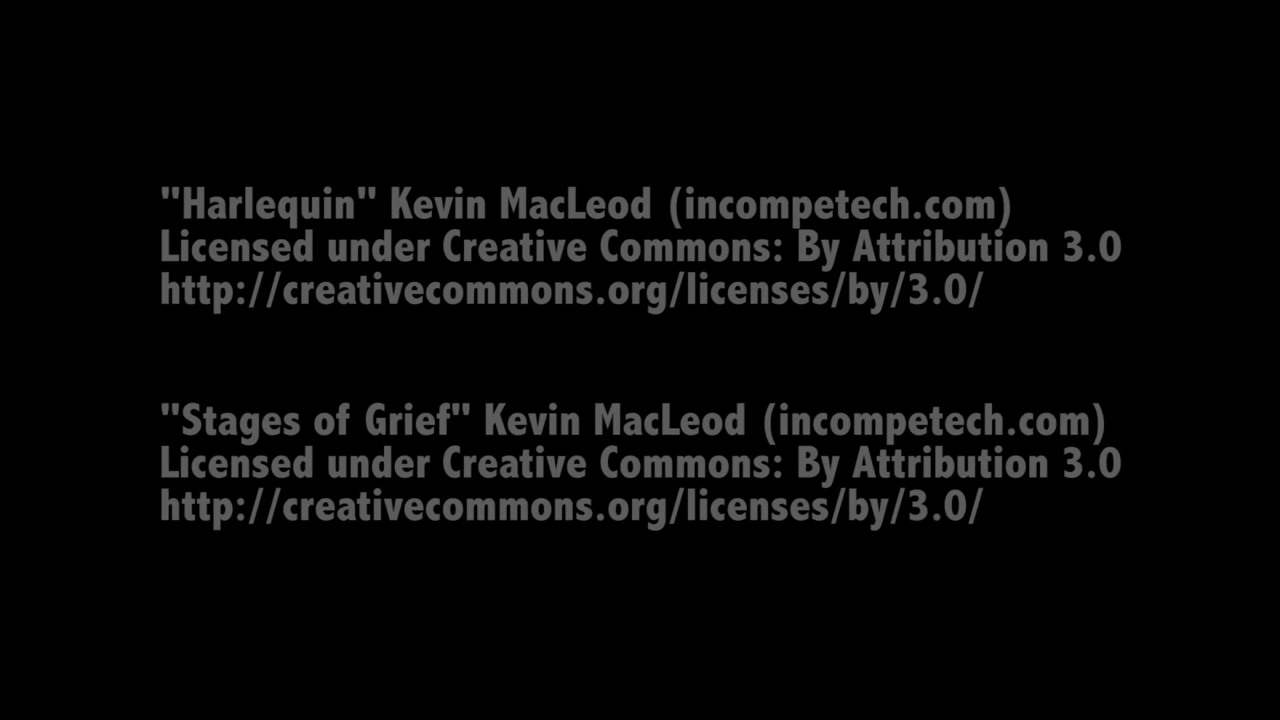 "Harlequin" Kevin MacLeod (incompetech.com)
Licensed under Creative Commons: By Attribution 3.0
http://creativecommons.org/licenses/by/3.0/
"Stages of Grief" Kevin MacLeod (incompetech.com)
Licensed under Creative Commons: By Attribution 3.0
http://creativecommons.org/licenses/by/3.0/